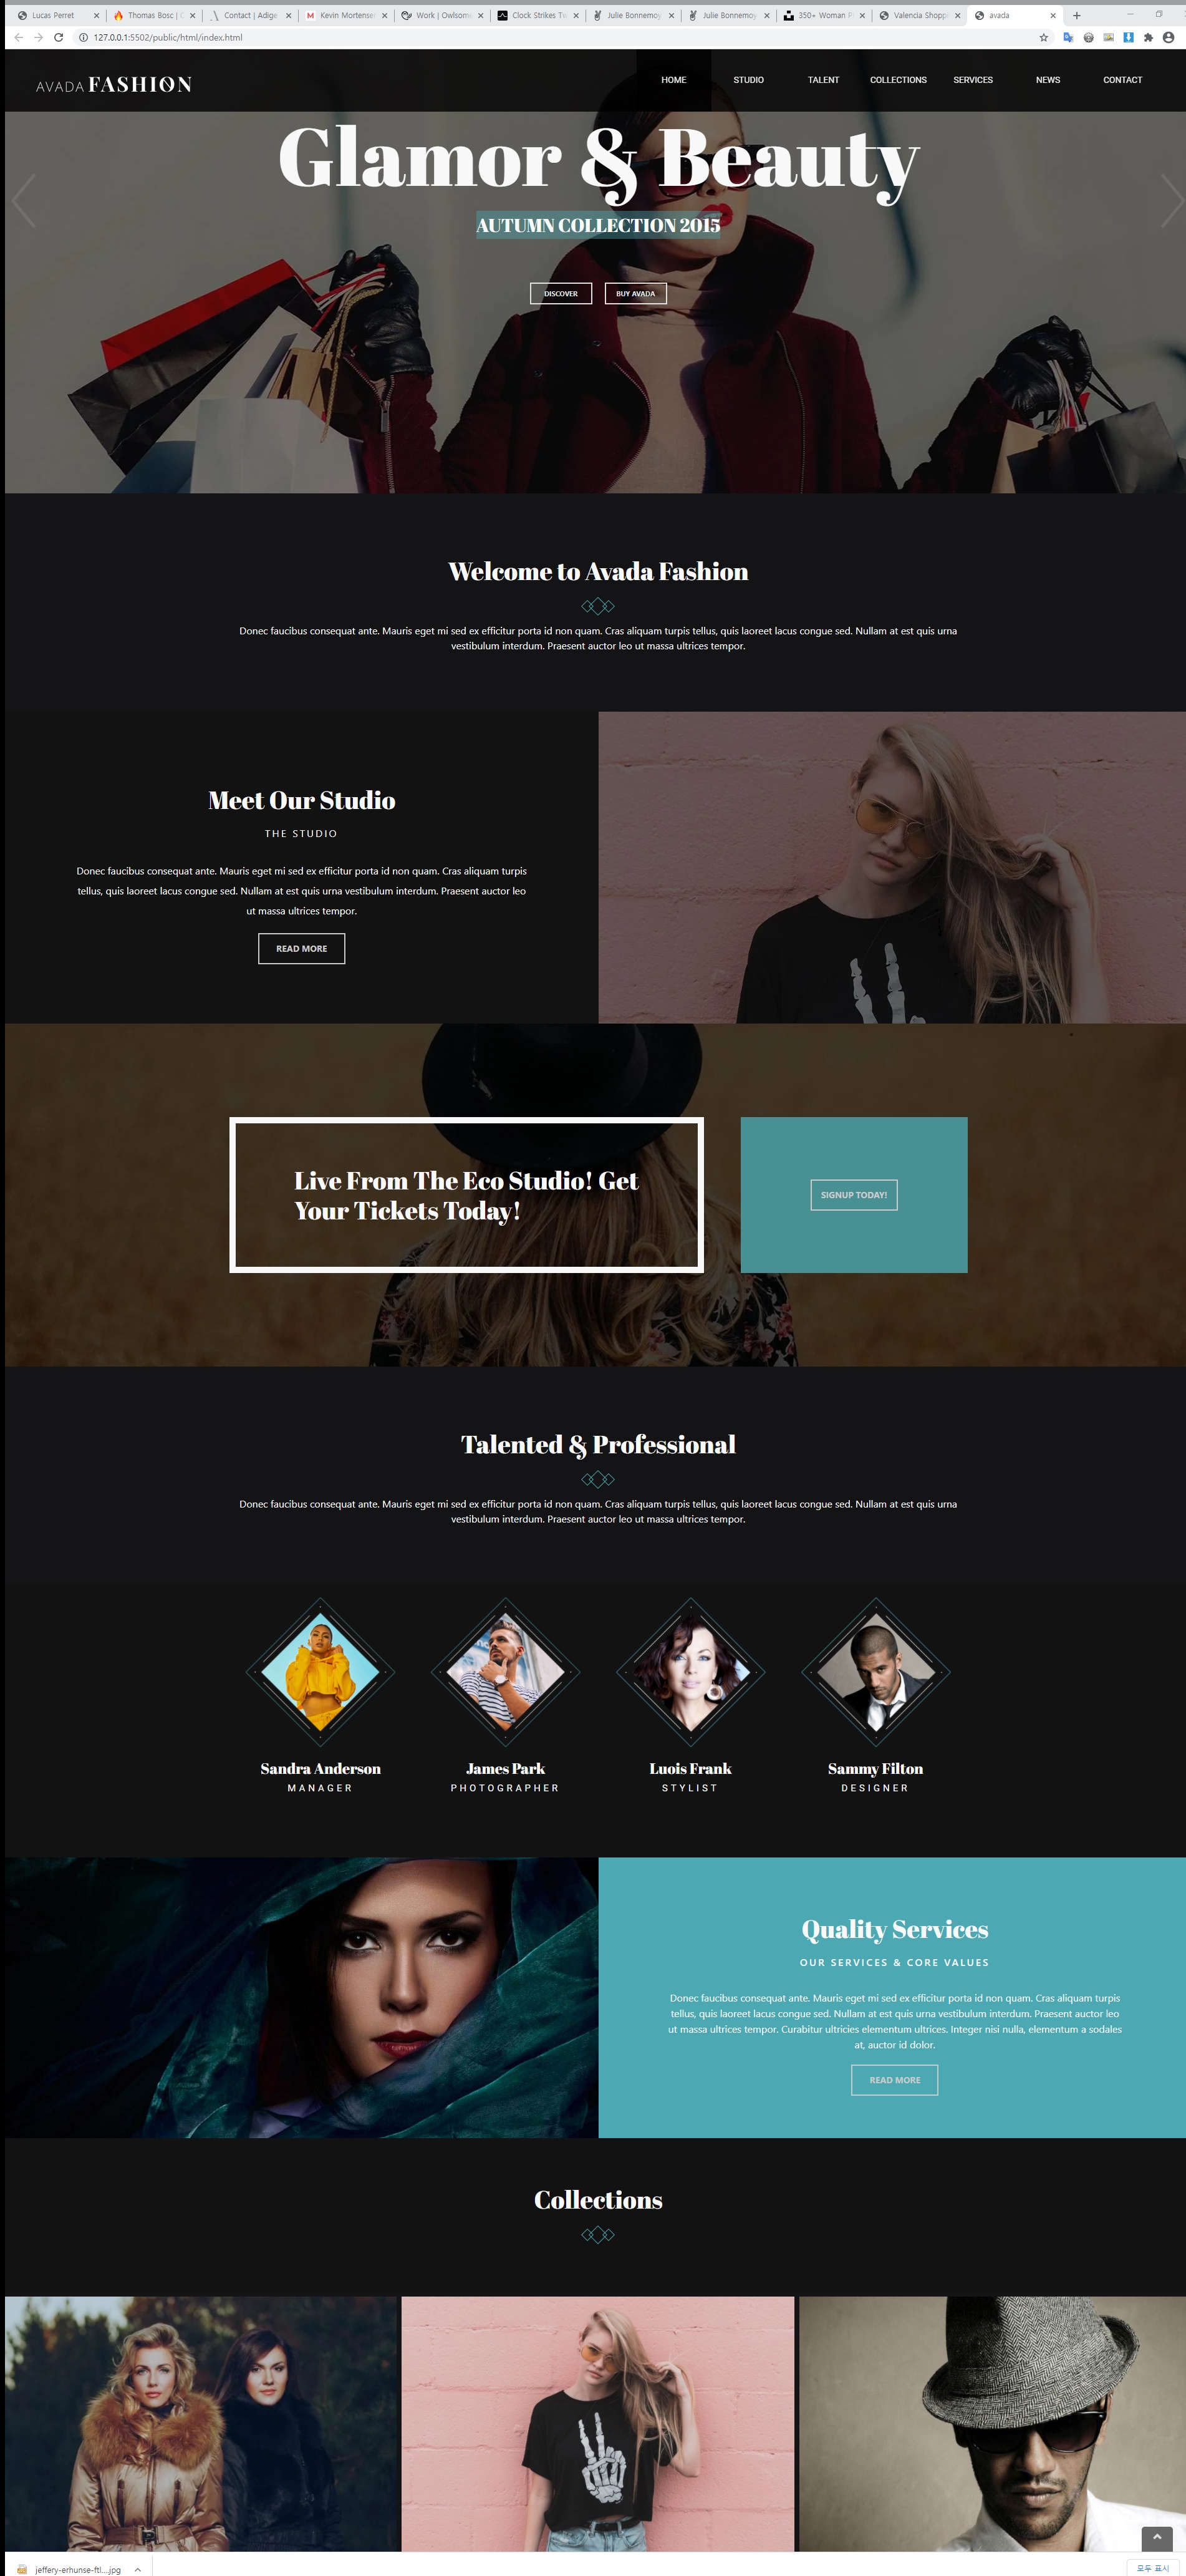 Lucas Perret
Thomas Bosc |
Contact | Adige
Kevin Mortensen
Work | Owlsome
Clock Strikes Tw
Julie Bonnemoy
Julie Bonnemoy
350+ Woman P
Valencia Shopp
avada
127.0.0.1:5502/public/html/index.html
AVADA FASHION
HOME
STUDIO
TALENT
COLLECTIONS
SERVICES
NEWS
CONTACT
Glamor & Beauty
AUTUMN COLLECTION 2015
DISCOVER
BUY AVADA
Welcome to Avada Fashion
Donec faucibus consequat ante. Mauris eget mi sed ex efficitur porta id non quam. Cras aliquam turpis tellus, quis laoreet lacus congue sed. Nullam at est quis urna
vestibulum interdum. Praesent auctor leo ut massa ultrices tempor.
Meet Our Studio
THE STUDIO
Donec faucibus consequat ante. Mauris eget mi sed ex efficitur porta id non quam. Cras aliquam turpis
tellus, quis laoreet lacus congue sed. Nullam at est quis urna vestibulum interdum. Praesent auctor leo
ut massa ultrices tempor.
READ MORE
Live From The Eco Studio! Get
Your Tickets Today!
SIGNUP TODAY!
Talented & Professional
Donec faucibus consequat ante. Mauris eget mi sed ex efficitur porta id non quam. Cras aliquam turpis tellus, quis laoreet lacus congue sed. Nullam at est quis urna
vestibulum interdum. Praesent auctor leo ut massa ultrices tempor.
Sandra Anderson
MANAGER
James Park
PHOTOGRAPHER
Luois Frank
STYLIST
Sammy Filton
DESIGNER
Quality Services
OUR SERVICES & CORE VALUES
Donec faucibus consequat ante. Mauris eget mi sed ex efficitur porta id non quam. Cras aliquam turpis
tellus, quis laoreet lacus congue sed. Nullam at est quis urna vestibulum interdum. Praesent auctor leo
ut massa ultrices tempor. Curabitur ultricies elementum ultrices. Integer nisi nulla, elementum a sodales
at, auctor id dolor.
READ MORE
Collections
jeffery-erhunse-ftl....jpg
모두 표시